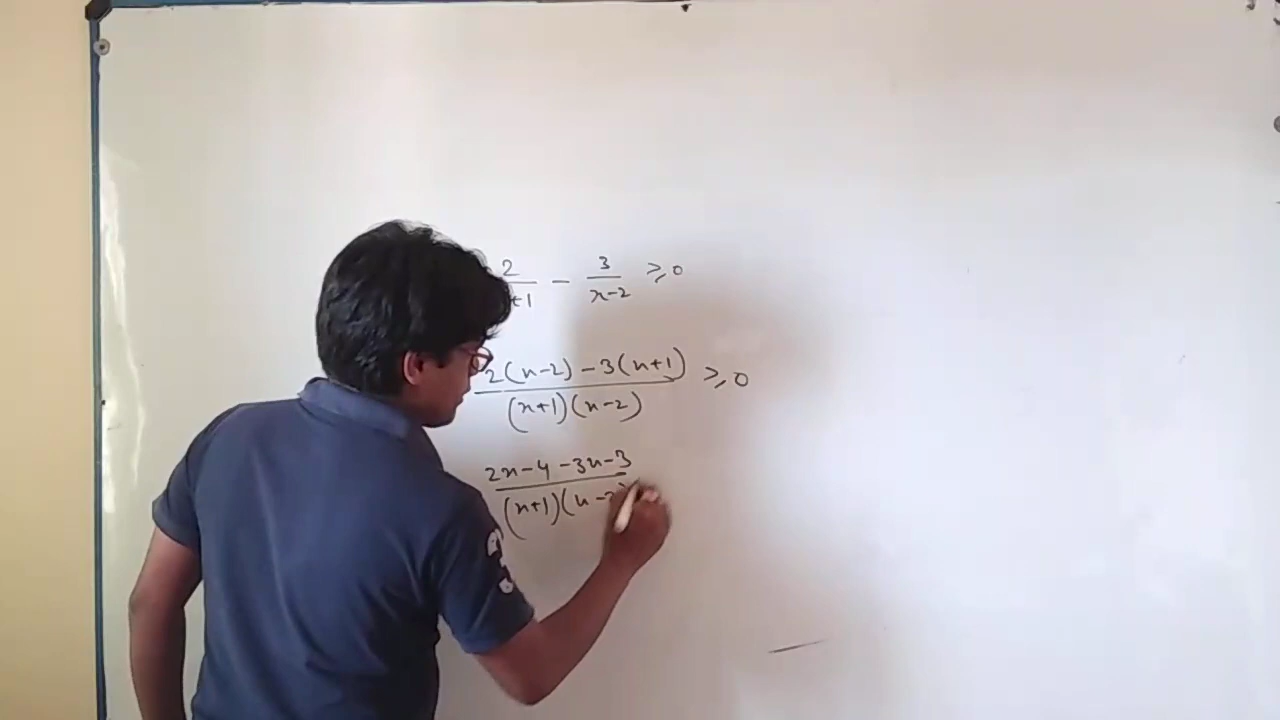 2/x+1 - 3/x-2 ≥ 0
2(x-2) - 3(x+1)/(x+1)(x-2) ≥ 0
2x-4-3x-3/(x+1)(x-2)